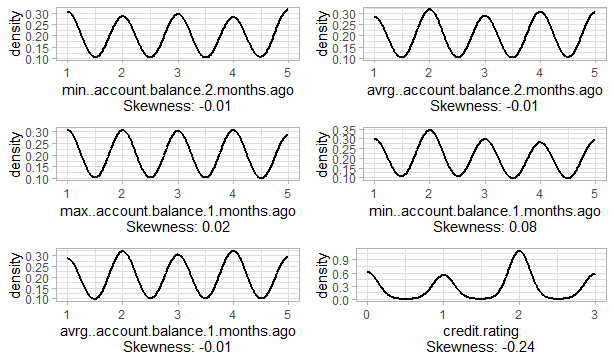 density
0.30
0.25
0.20
0.15
0.10
1 2 3 4 5
min..account.balance.2.months.ago
Skewness: -0.01
density
0.30
0.25
0.20
0.15
0.10
1 2 3 4 5
avrg..account.balance.2.months.ago
Skewness: -0.01
density
0.30
0.25
0.20
0.15
0.10
1 2 3 4 5
max..account.balance.1.months.ago
Skewness: 0.02
density
0.35
0.30
0.25
0.20
0.15
0.10
1 2 3 4 5
min..account.balance.1.months.ago
Skewness: 0.08
density
0.30
0.25
0.20
0.15
0.10
1 2 3 4 5
avrg..account.balance.1.months.ago
Skewness: -0.01
density
0.9
0.6
0.3
0.0
0 1 2 3
credit.rating
Skewness: -0.24